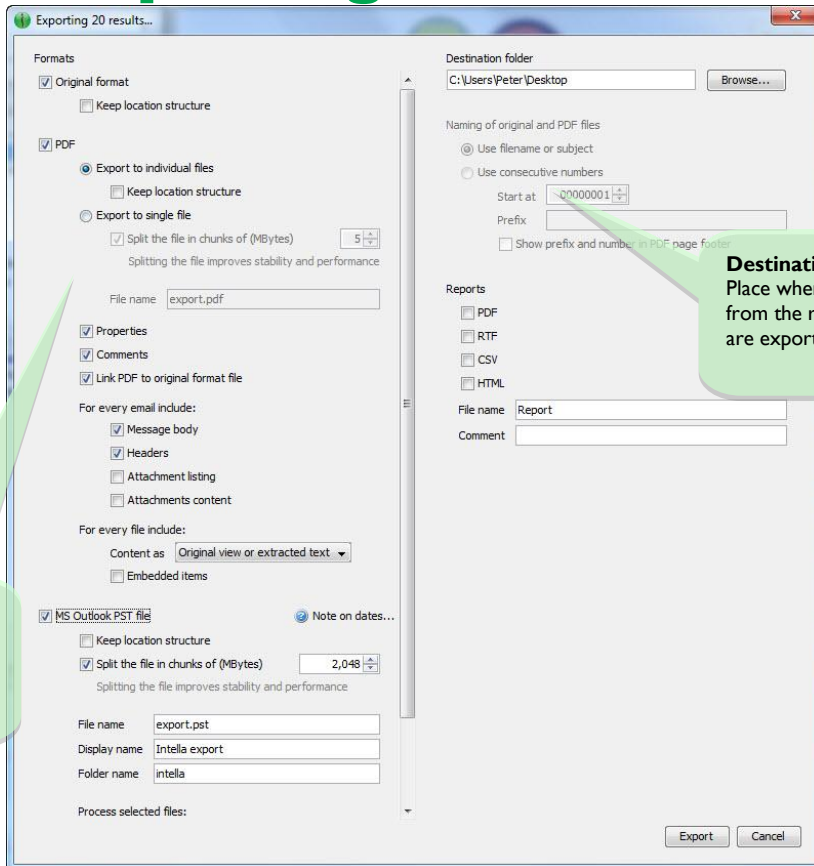 Exporting 20 results...
Formats
Original format
Keep location structure
PDF
Export to individual files
Keep location structure
Export to single file
Split the file in chunks of (MBytes) 5
Splitting the file improves stability and performance
File name export.pdf
Properties
Comments
Link PDF to original format file
For every email include:
Message body
Headers
Attachment listing
Attachments content
For every file include:
Content as Original view or extracted text
Embedded items
MS Outlook PST file Note on dates...
Keep location structure
Split the file in chunks of (MBytes) 2,048
Splitting the file improves stability and performance
File name export.pst
Display name Intella export
Folder name intella
Process selected files:
Destination folder
C:\Users\Peter\Desktop Browse...
Naming of original and PDF files
Use filename or subject
Use consecutive numbers
Start at 00000001
Prefix
Show prefix and number in PDF page footer
Reports
PDF
RTF
CSV
HTML
File name Report
Comment
Place
from the
are
Export Cancel